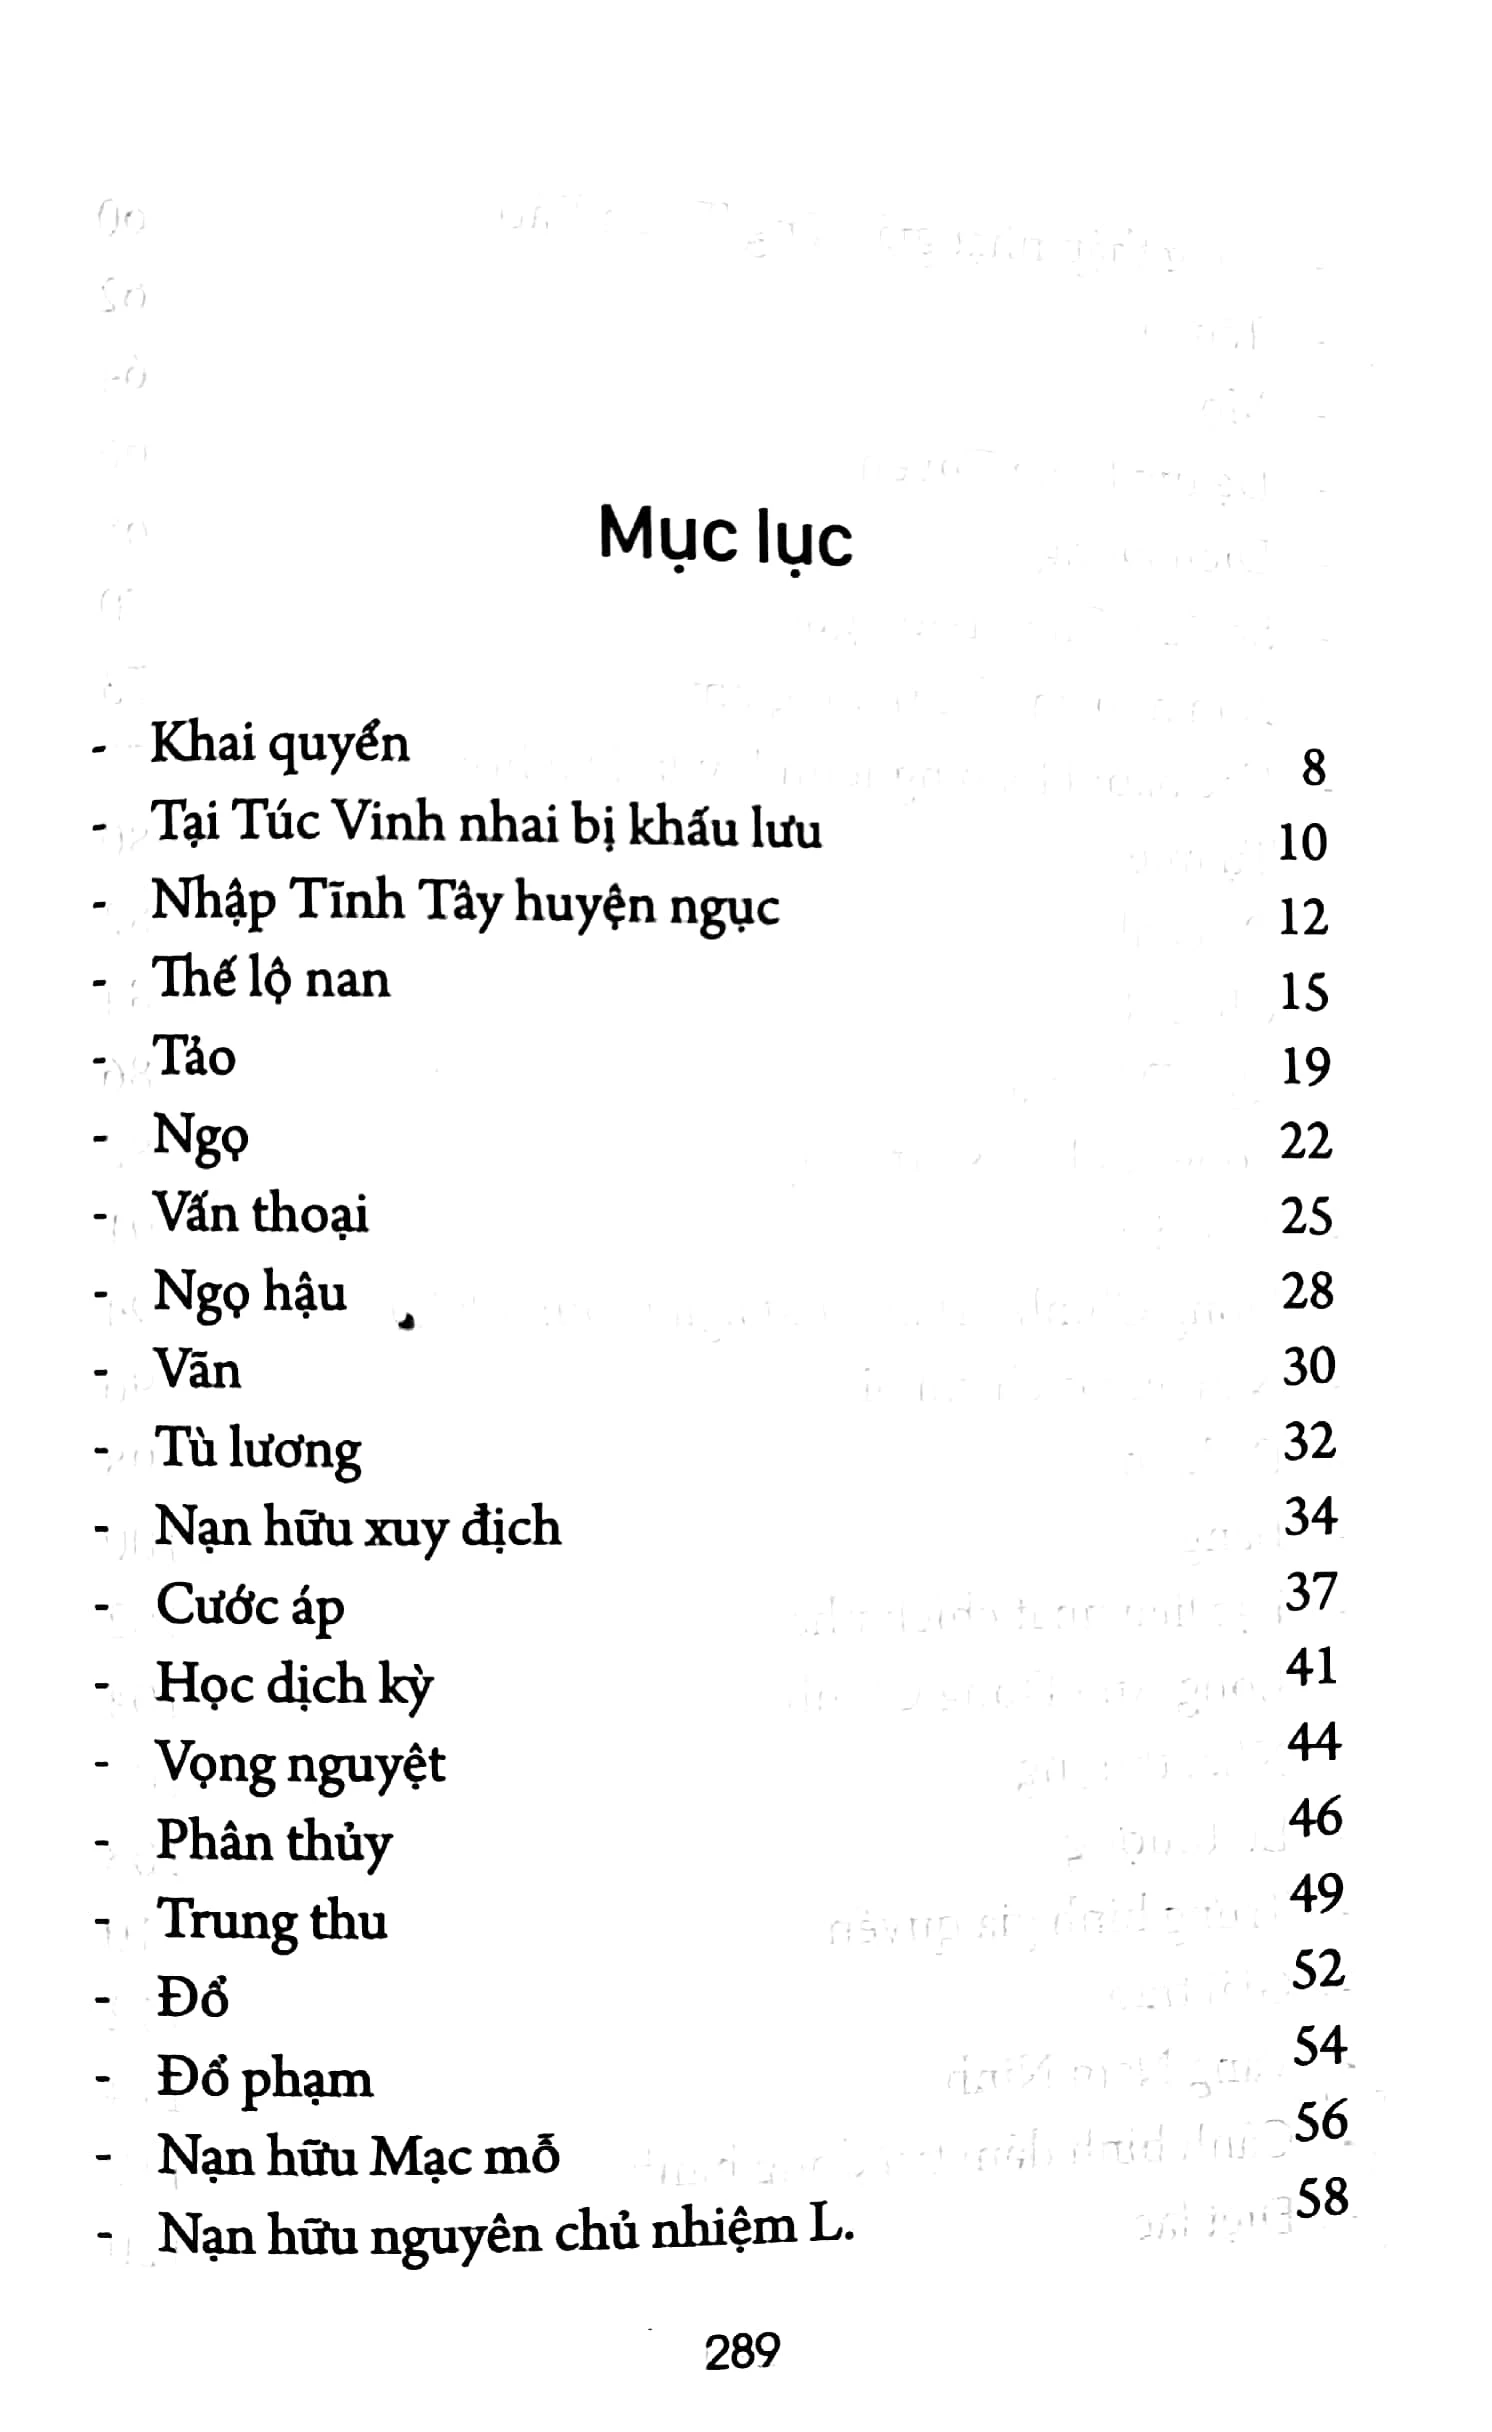 Mục lục
- Khai quyển 8
- Tại Túc Vinh nhai bị khấu lưu 10
- Nhập Tĩnh Tây huyện ngục 12
- Thế lộ nan 15
- Tảo 19
- Ngọ 22
- Vấn thoại 25
- Ngọ hậu 28
- Vãn 30
- Tù lương 32
- Nạn hữu xuy địch 34
- Cước áp 37
- Học dịch kỳ 41
- Vọng nguyệt 44
- Phân thủy 46
- Trung thu 49
- Đổ 52
- Đổ phạm 54
- Nạn hữu Mạc mỗ 56
- Nạn hữu nguyên chủ nhiệm L. 58
289